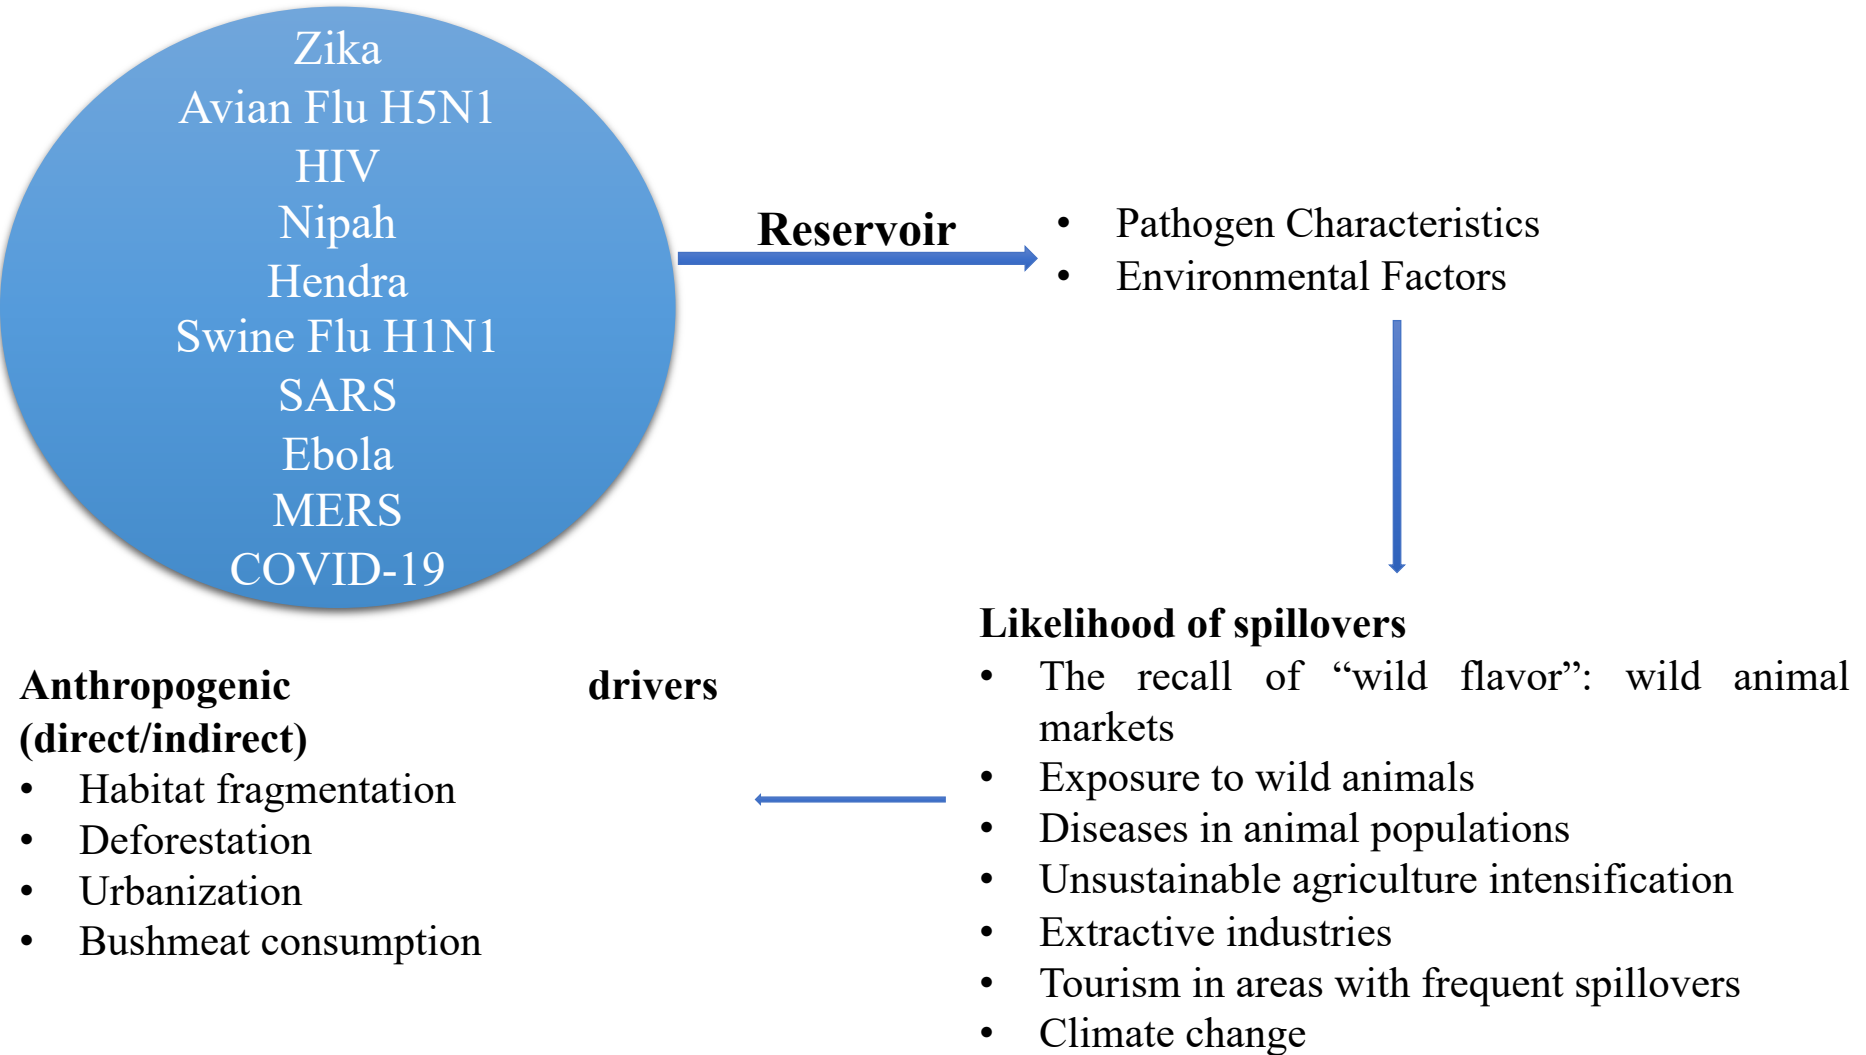 Zika
Avian Flu H5N1
HIV
Nipah
Hendra
Swine Flu H1N1
SARS
Ebola
MERS
COVID-19
Reservoir
• Pathogen Characteristics
• Environmental Factors
Likelihood of spillovers
• The recall of “wild flavor”: wild animal
markets
• Exposure to wild animals
• Diseases in animal populations
• Unsustainable agriculture intensification
• Extractive industries
• Tourism in areas with frequent spillovers
• Climate change
Anthropogenic drivers
(direct/indirect)
• Habitat fragmentation
• Deforestation
• Urbanization
• Bushmeat consumption